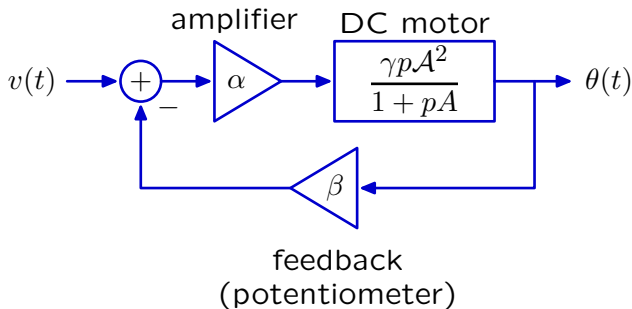 amplifier DC motor
v(t) + − α γp𝒜² / 1 + pA θ(t)
β
feedback
(potentiometer)